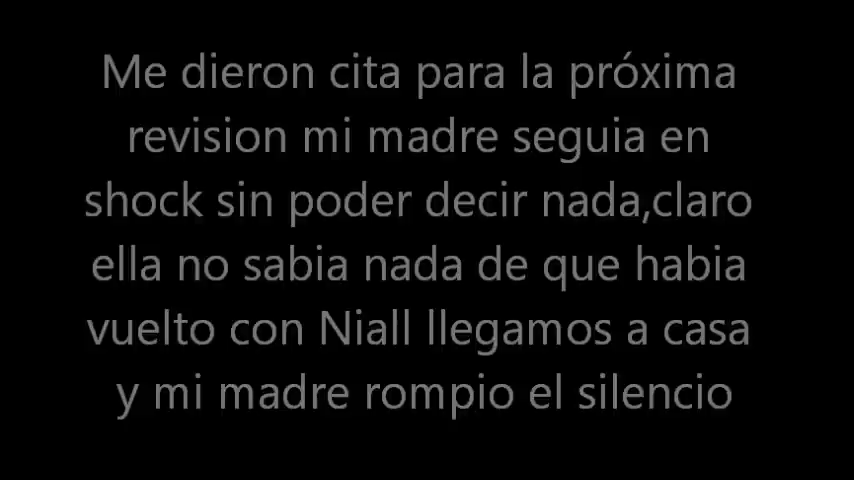 Me dieron cita para la próxima
revision mi madre seguia en
shock sin poder decir nada,claro
ella no sabia nada de que habia
vuelto con Niall llegamos a casa
y mi madre rompio el silencio